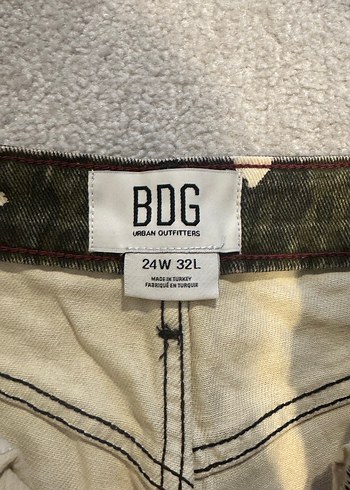 BDG
URBAN OUTFITTERS
24W 32L
MADE IN TURKEY
FABRIQUÉ EN TURQUIE